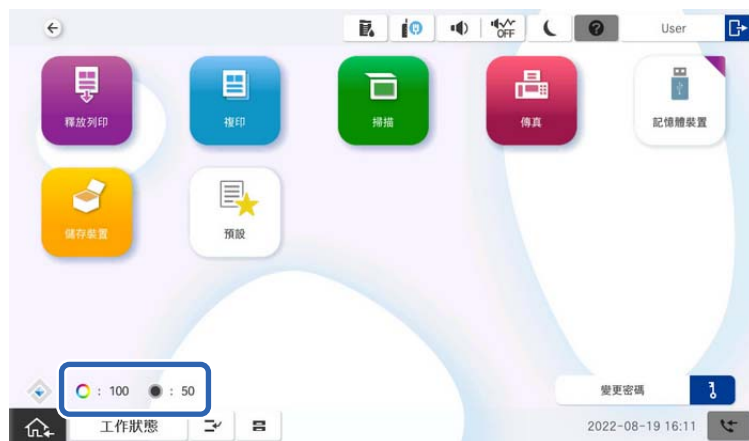 OFF
User
釋放列印
複印
掃描
傳真
記憶體裝置
儲存裝置
預設
: 100 : 50
變更密碼
工作狀態
2022-08-19 16:11